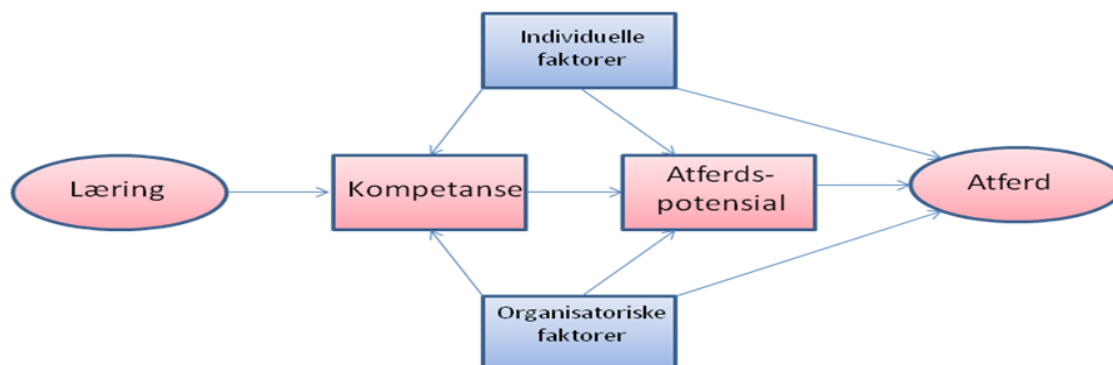 Individuelle
faktorer
Læring
Kompetanse
Atferds-
potensial
Atferd
Organisatoriske
faktorer